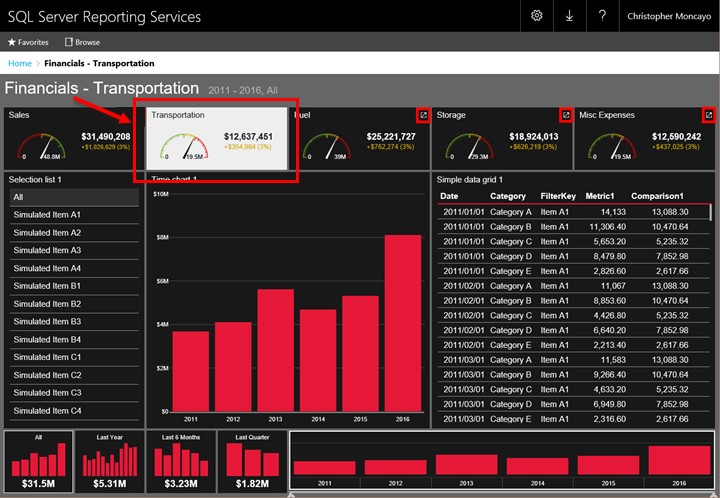 SQL Server Reporting Services
? Christopher Moncayo
Favorites Browse
Home > Financials - Transportation
Financials - Transportation 2011 - 2016, All
Sales
$31,490,208
$1,026,629 (3%)
0 48.8M
Transportation
$12,637,451
$354,964 (3%)
0 19.5M
Fuel
$25,221,727
$762,274 (3%)
0 39M
Storage
$18,924,013
$626,219 (3%)
0 29.3M
Misc Expenses
$12,590,242
$437,025 (3%)
0 19.5M
Selection list 1
All
Simulated Item A1
Simulated Item A2
Simulated Item A3
Simulated Item A4
Simulated Item B1
Simulated Item B2
Simulated Item B3
Simulated Item B4
Simulated Item C1
Simulated Item C2
Simulated Item C3
Simulated Item C4
Time chart 1
$10M
$8M
$6M
$4M
$2M
$0
2011 2012 2013 2014 2015 2016
Simple data grid 1
Date Category FilterKey Metric1 Comparison1
2011/01/01 Category A Item A1 14,133 13,088.30
2011/01/01 Category B Item A1 11,306.40 10,470.64
2011/01/01 Category C Item A1 5,653.20 5,235.32
2011/01/01 Category D Item A1 8,479.80 7,852.98
2011/01/01 Category E Item A1 2,826.60 2,617.66
2011/02/01 Category A Item A1 11,067 13,088.30
2011/02/01 Category B Item A1 8,853.60 10,470.64
2011/02/01 Category C Item A1 4,426.80 5,235.32
2011/02/01 Category D Item A1 6,640.20 7,852.98
2011/02/01 Category E Item A1 2,213.40 2,617.66
2011/03/01 Category A Item A1 11,583 13,088.30
2011/03/01 Category B Item A1 9,266.40 10,470.64
2011/03/01 Category C Item A1 4,633.20 5,235.32
2011/03/01 Category D Item A1 6,949.80 7,852.98
2011/03/01 Category E Item A1 2,316.60 2,617.66
All
$31.5M
Last Year
$5.31M
Last 6 Months
$3.23M
Last Quarter
$1.82M
2011 2012 2013 2014 2015 2016